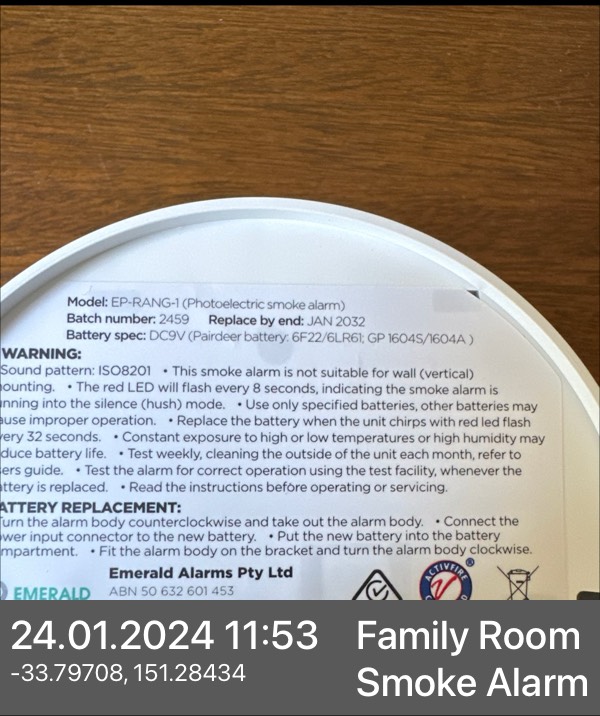 Model: EP-RANG-1 (Photoelectric smoke alarm)
Batch number: 2459 Replace by end: JAN 2032
Battery spec: DC9V (Pairdeer battery: 6F22/6LR61; GP 1604S/1604A )
WARNING:
Sound pattern: ISO8201 • This smoke alarm is not suitable for wall (vertical)
ounting. • The red LED will flash every 8 seconds, indicating the smoke alarm is
nning into the silence (hush) mode. • Use only specified batteries, other batteries may
ause improper operation. • Replace the battery when the unit chirps with red led flash
very 32 seconds. • Constant exposure to high or low temperatures or high humidity may
duce battery life. • Test weekly, cleaning the outside of the unit each month, refer to
ers guide. • Test the alarm for correct operation using the test facility, whenever the
ttery is replaced. • Read the instructions before operating or servicing.
ATTERY REPLACEMENT:
Turn the alarm body counterclockwise and take out the alarm body. • Connect the
wer input connector to the new battery. • Put the new battery into the battery
mpartment. • Fit the alarm body on the bracket and turn the alarm body clockwise.
Emerald Alarms Pty Ltd
ABN 50 632 601 453
EMERALD
ACTIVFIRE
®
24.01.2024 11:53
-33.79708, 151.28434
Family Room
Smoke Alarm